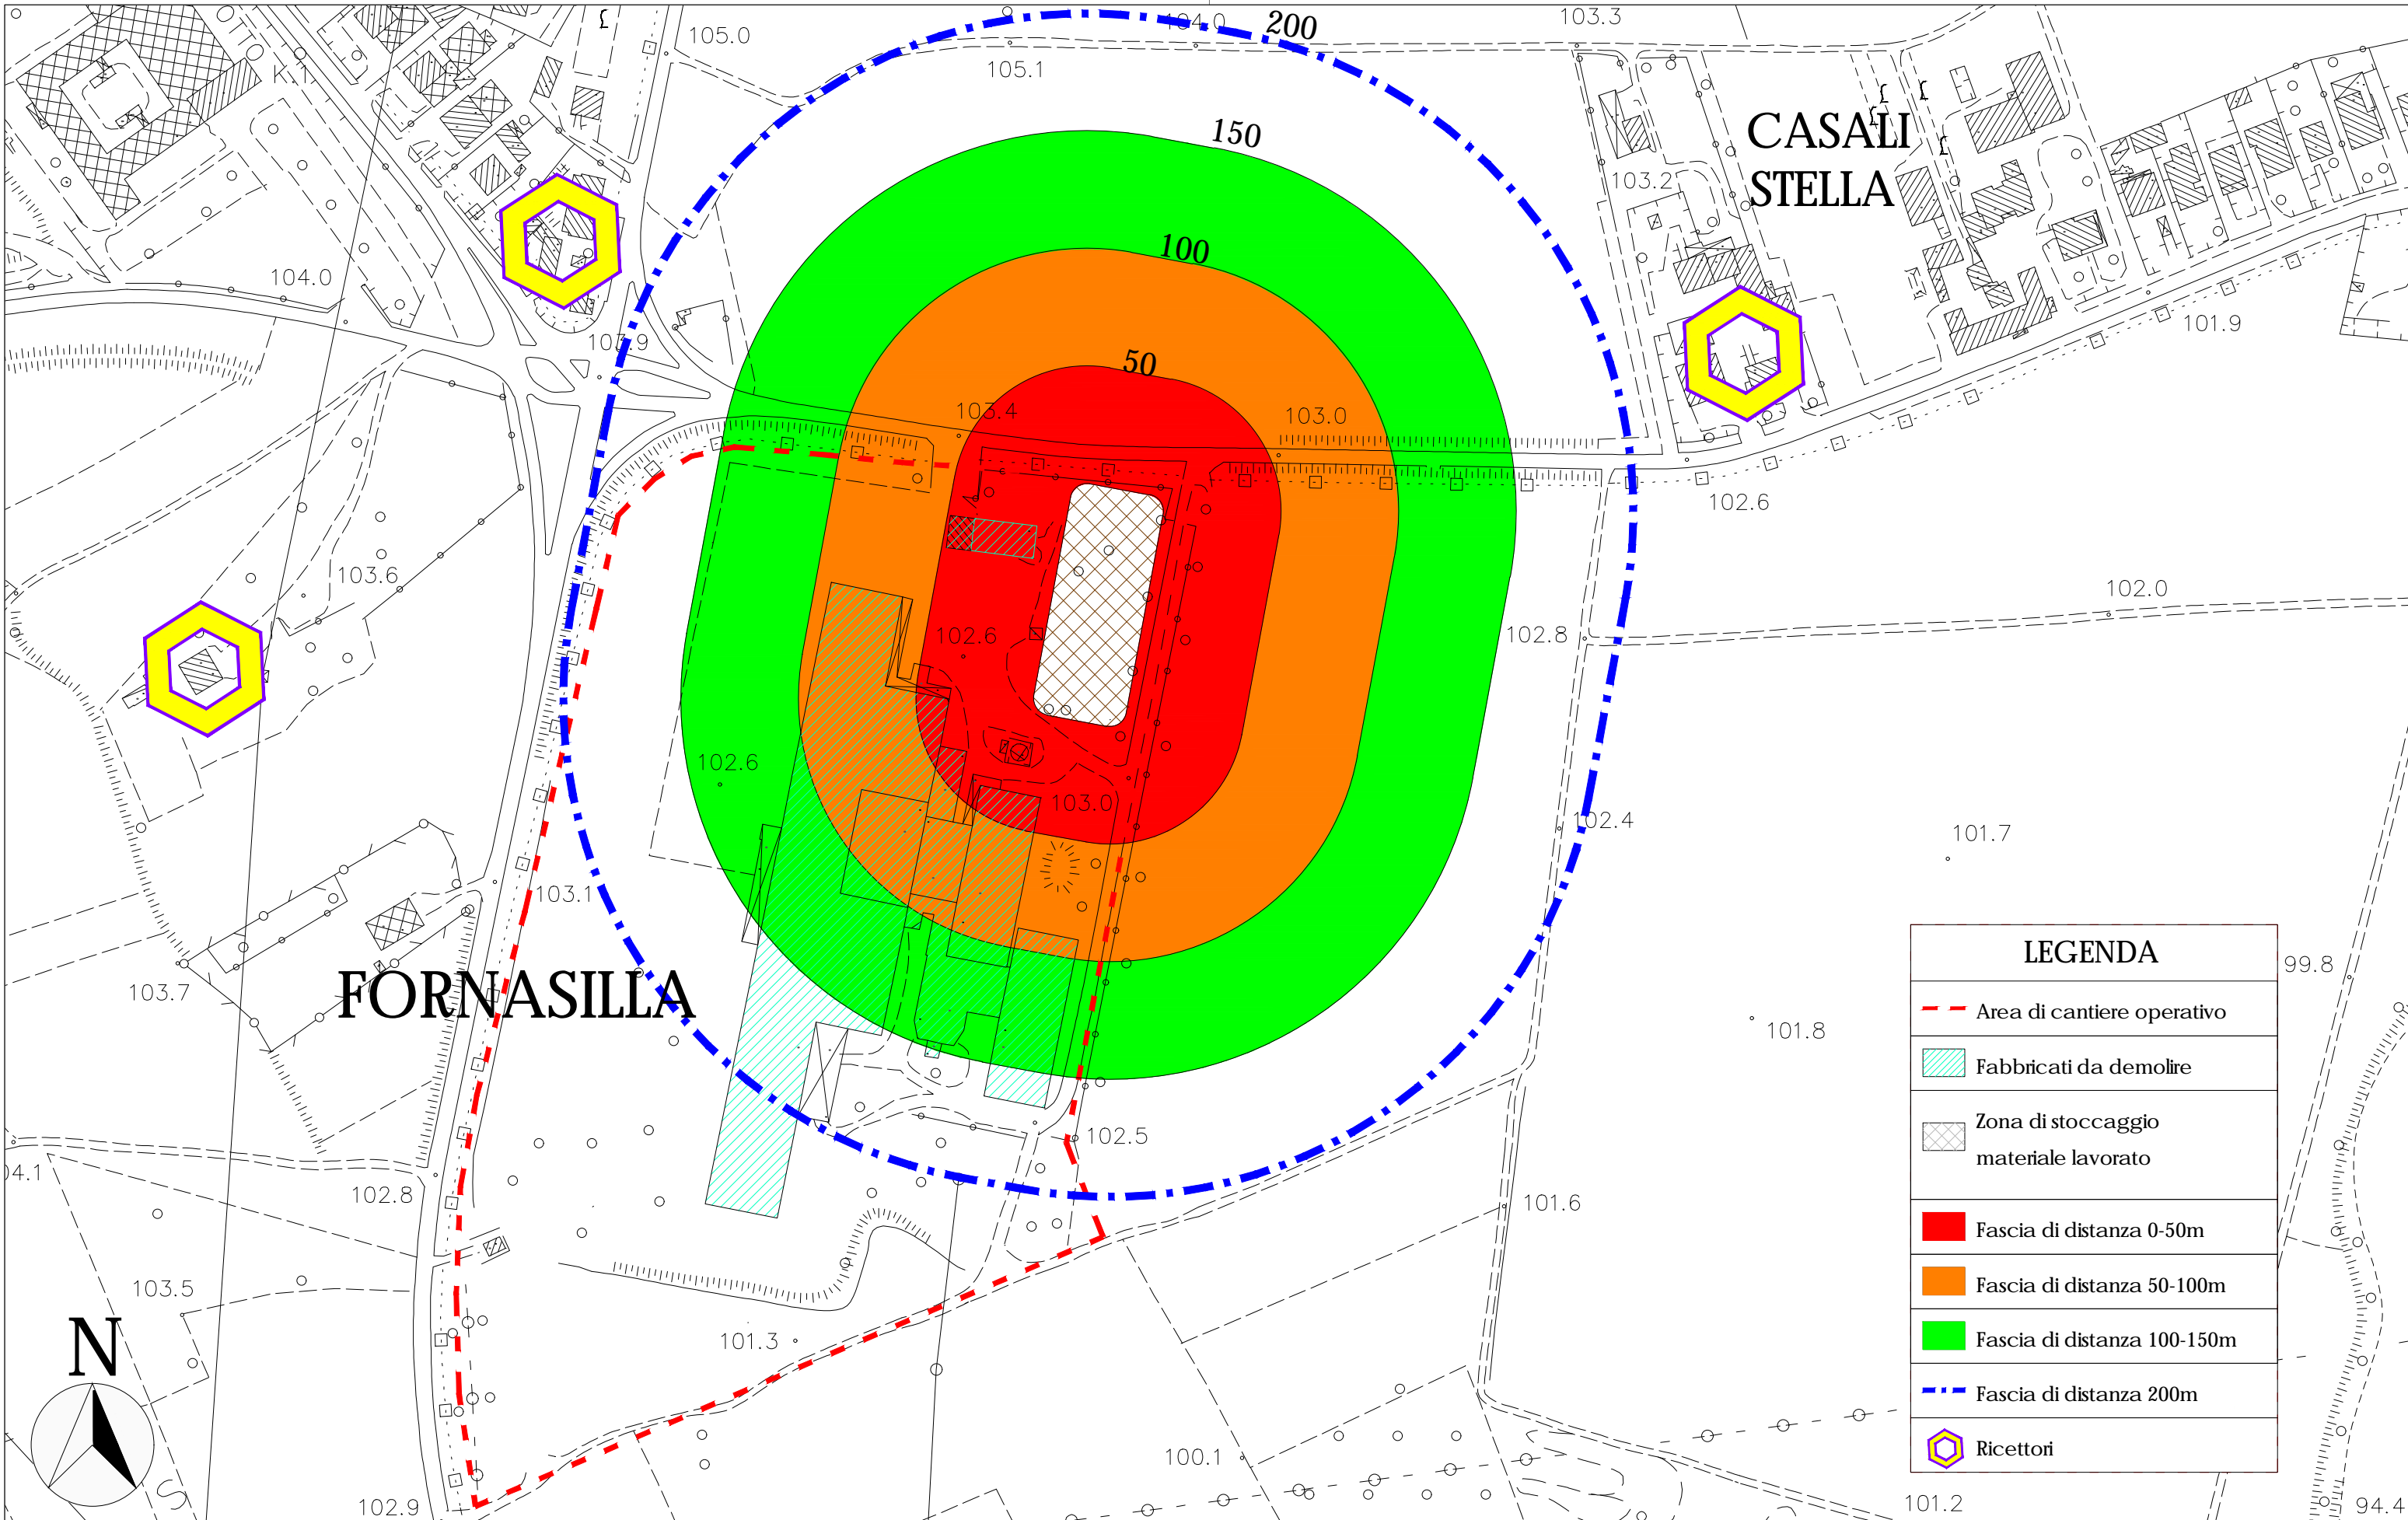 104.0
200
103.3
105.0
105.1
K.1
150
CASALI
STELLA
103.2
100
104.0
101.9
103.9
50
103.4
103.0
102.6
103.6
102.0
102.6
102.8
102.6
103.0
102.4
101.7
103.1
103.7
FORNASILLA
99.8
101.8
102.5
04.1
102.8
101.6
103.5
101.3
N
100.1
S
102.9
101.2
94.4
LEGENDA
Area di cantiere operativo
Fabbricati da demolire
Zona di stoccaggio
materiale lavorato
Fascia di distanza 0-50m
Fascia di distanza 50-100m
Fascia di distanza 100-150m
Fascia di distanza 200m
Ricettori